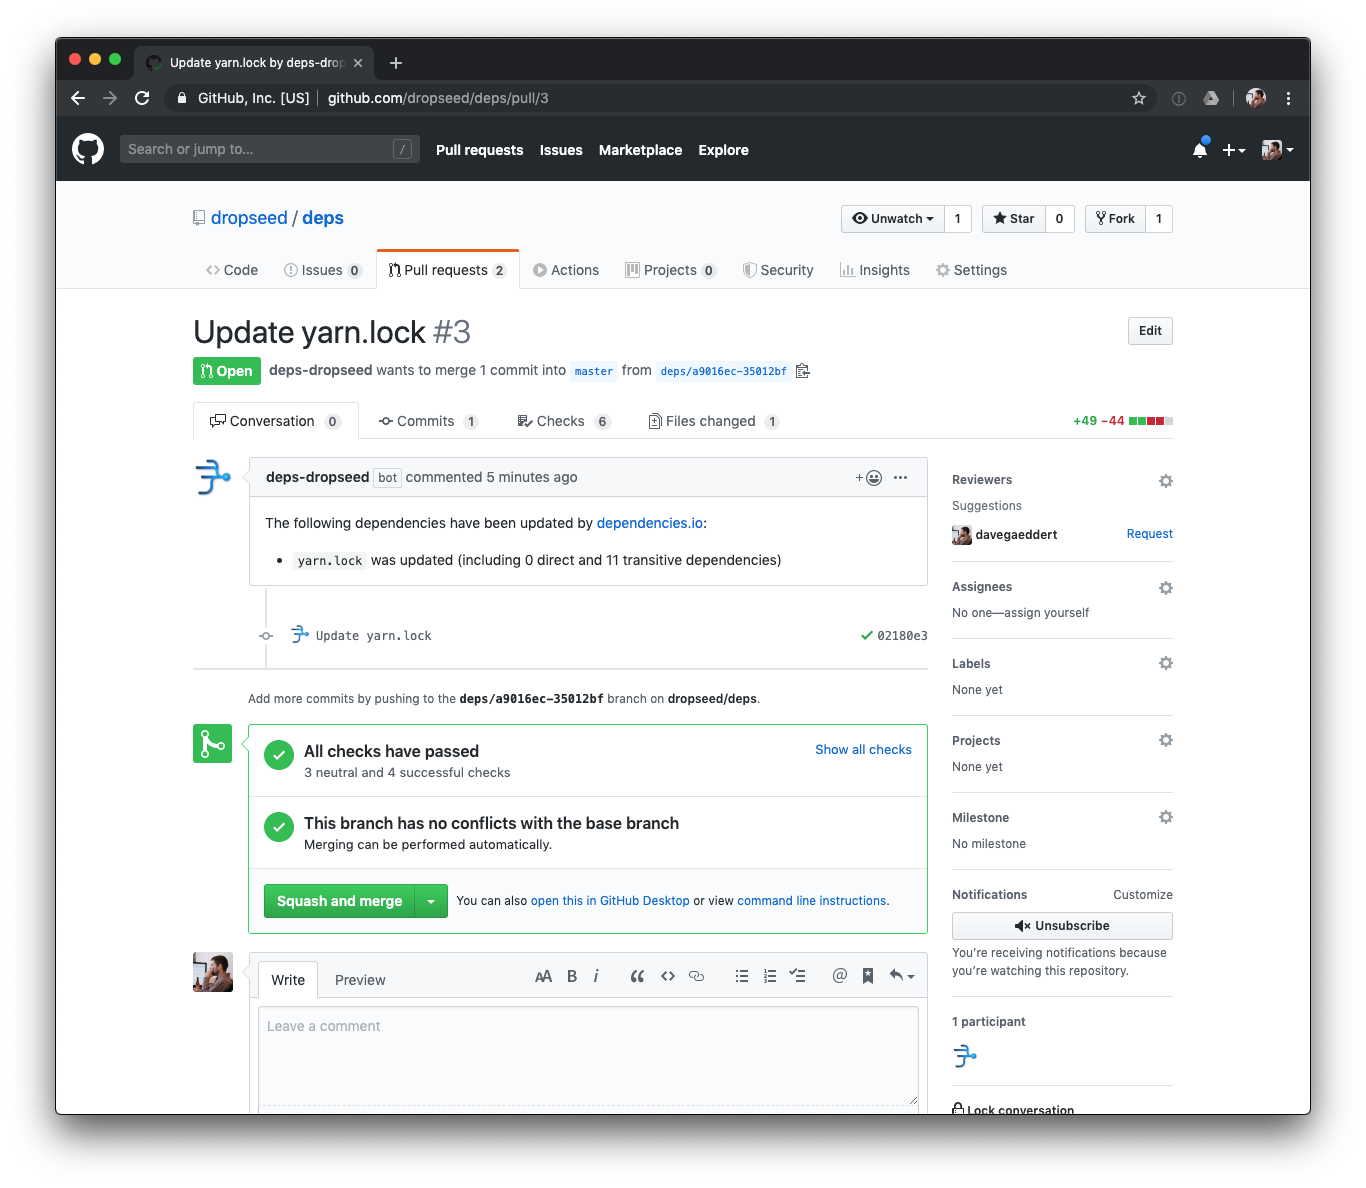 Update yarn.lock by deps-drop
GitHub, Inc. [US] github.com/dropseed/deps/pull/3
Search or jump to... / Pull requests Issues Marketplace Explore
dropseed / deps Unwatch 1 Star 0 Fork 1
Code Issues 0 Pull requests 2 Actions Projects 0 Security Insights Settings
Update yarn.lock #3 Edit
Open deps-dropseed wants to merge 1 commit into master from deps/a9016ec-35012bf
Conversation 0 Commits 1 Checks 6 Files changed 1 +49 −44
deps-dropseed bot commented 5 minutes ago
The following dependencies have been updated by dependencies.io:
• yarn.lock was updated (including 0 direct and 11 transitive dependencies)
Update yarn.lock 02180e3
Add more commits by pushing to the deps/a9016ec-35012bf branch on dropseed/deps.
All checks have passed Show all checks
3 neutral and 4 successful checks
This branch has no conflicts with the base branch
Merging can be performed automatically.
Squash and merge You can also open this in GitHub Desktop or view command line instructions.
Write Preview AA B i @
Leave a comment
Reviewers
Suggestions
davegaeddert Request
Assignees
No one—assign yourself
Labels
None yet
Projects
None yet
Milestone
No milestone
Notifications Customize
Unsubscribe
You're receiving notifications because
you're watching this repository.
1 participant
Lock conversation